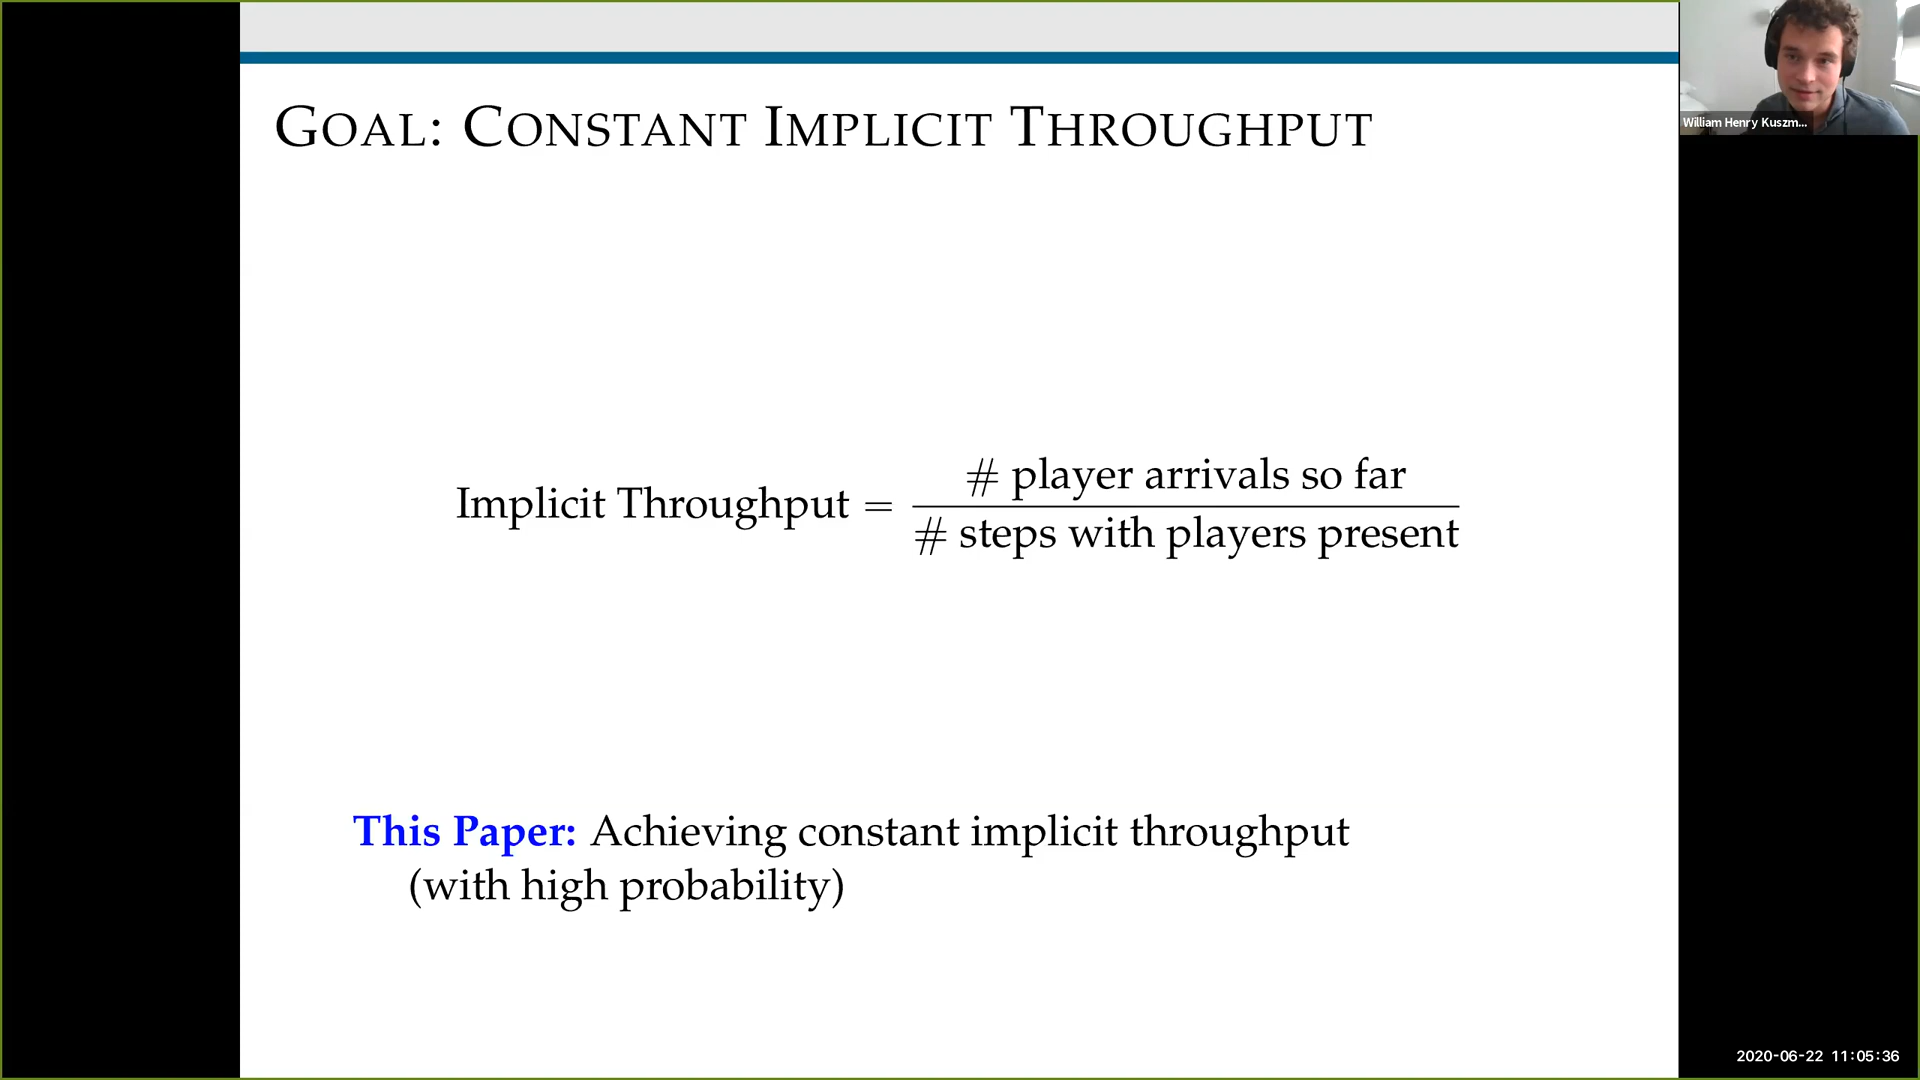 GOAL: CONSTANT IMPLICIT THROUGHPUT
William Henry Kuszm...
Implicit Throughput = # player arrivals so far
# steps with players present
This Paper: Achieving constant implicit throughput
(with high probability)
2020-06-22 11:05:36